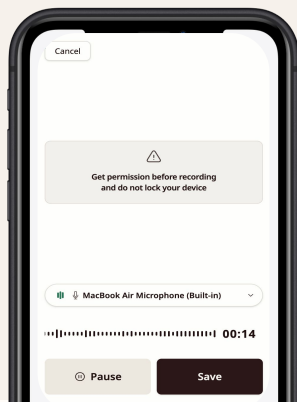 Cancel
Get permission before recording
and do not lock your device
MacBook Air Microphone (Built-in)
00:14
Pause
Save